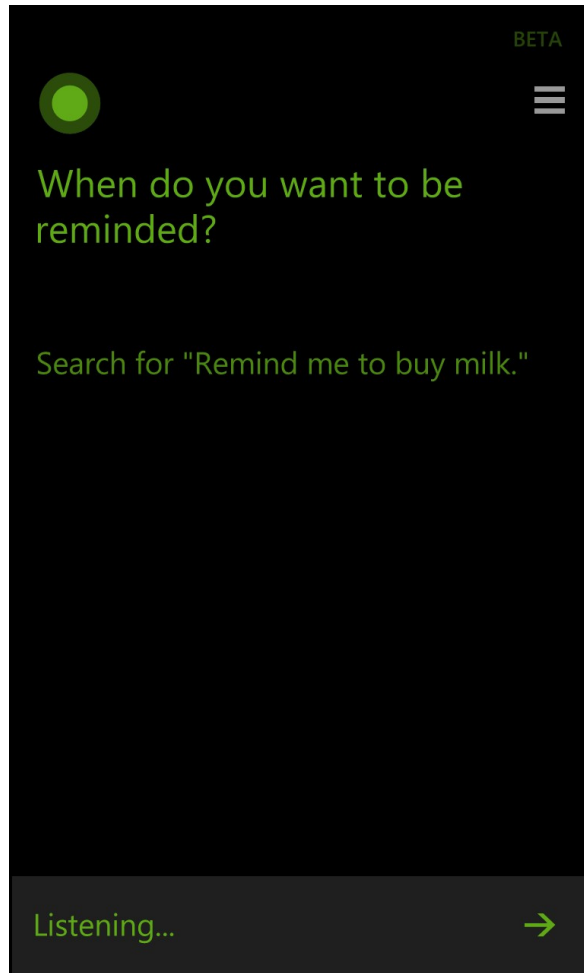 BETA
When do you want to be
reminded?
Search for "Remind me to buy milk."
Listening...